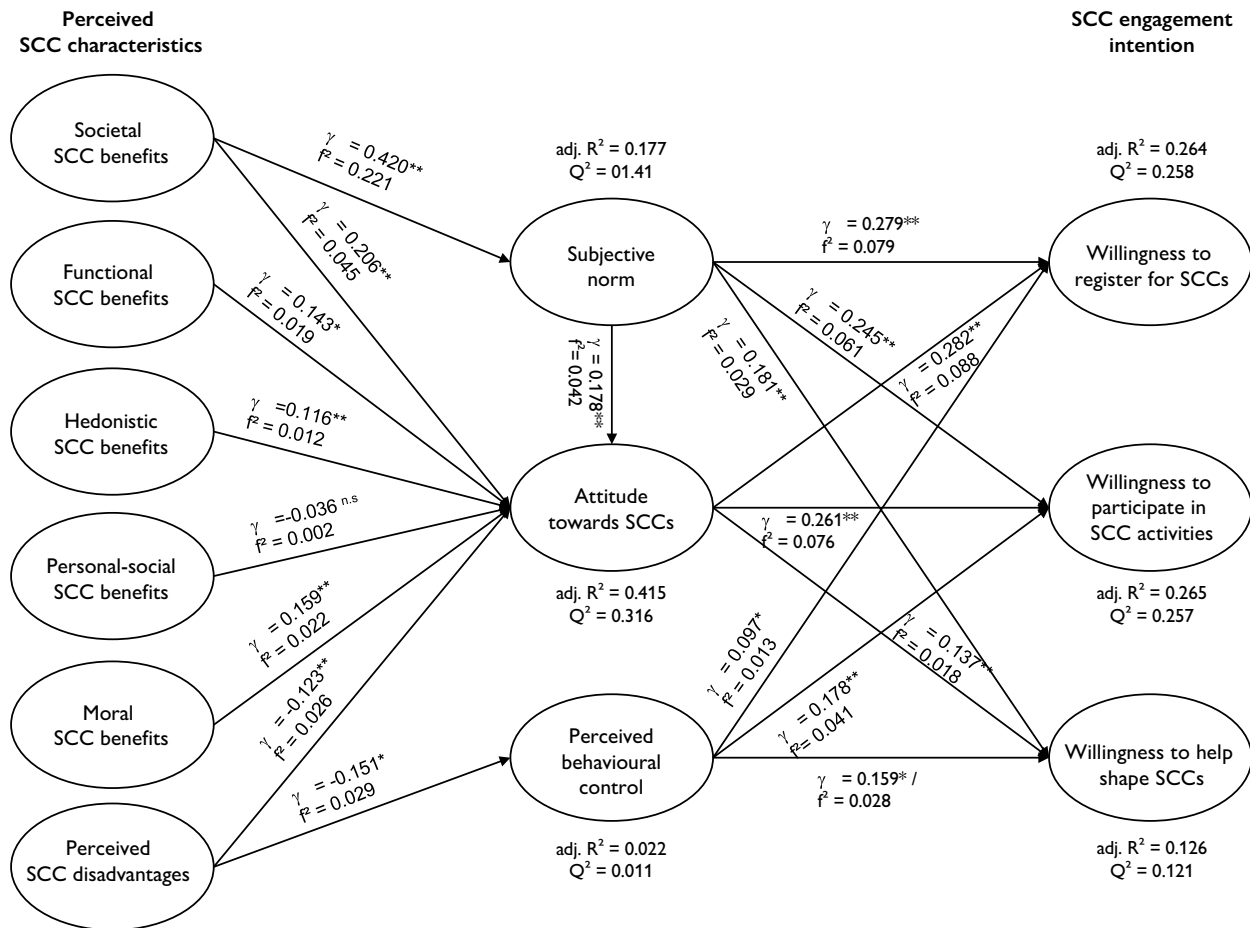 Perceived
SCC characteristics
SCC engagement
intention
Societal
SCC benefits
Functional
SCC benefits
Hedonistic
SCC benefits
Personal-social
SCC benefits
Moral
SCC benefits
Perceived
SCC disadvantages
γ = 0.420**
f² = 0.221
γ = 0.206**
f² = 0.045
γ = 0.143*
f² = 0.019
γ =0.116**
f² = 0.012
γ =-0.036 n.s
f² = 0.002
γ = 0.159**
f² = 0.022
γ = -0.123**
f² = 0.026
γ = -0.151*
f² = 0.029
adj. R² = 0.177
Q² = 01.41
Subjective
norm
γ = 0.178**
f² = 0.042
Attitude
towards SCCs
adj. R² = 0.415
Q² = 0.316
Perceived
behavioural
control
adj. R² = 0.022
Q² = 0.011
γ = 0.279**
f² = 0.079
γ = 0.245**
f² = 0.061
γ = 0.181**
f² = 0.029
γ = 0.282**
f² = 0.088
γ = 0.261**
f² = 0.076
γ = 0.137**
f² = 0.018
γ = 0.097*
f² = 0.013
γ = 0.178**
f²= 0.041
γ = 0.159* /
f² = 0.028
adj. R² = 0.264
Q² = 0.258
Willingness to
register for SCCs
Willingness to
participate in
SCC activities
adj. R² = 0.265
Q² = 0.257
Willingness to help
shape SCCs
adj. R² = 0.126
Q² = 0.121